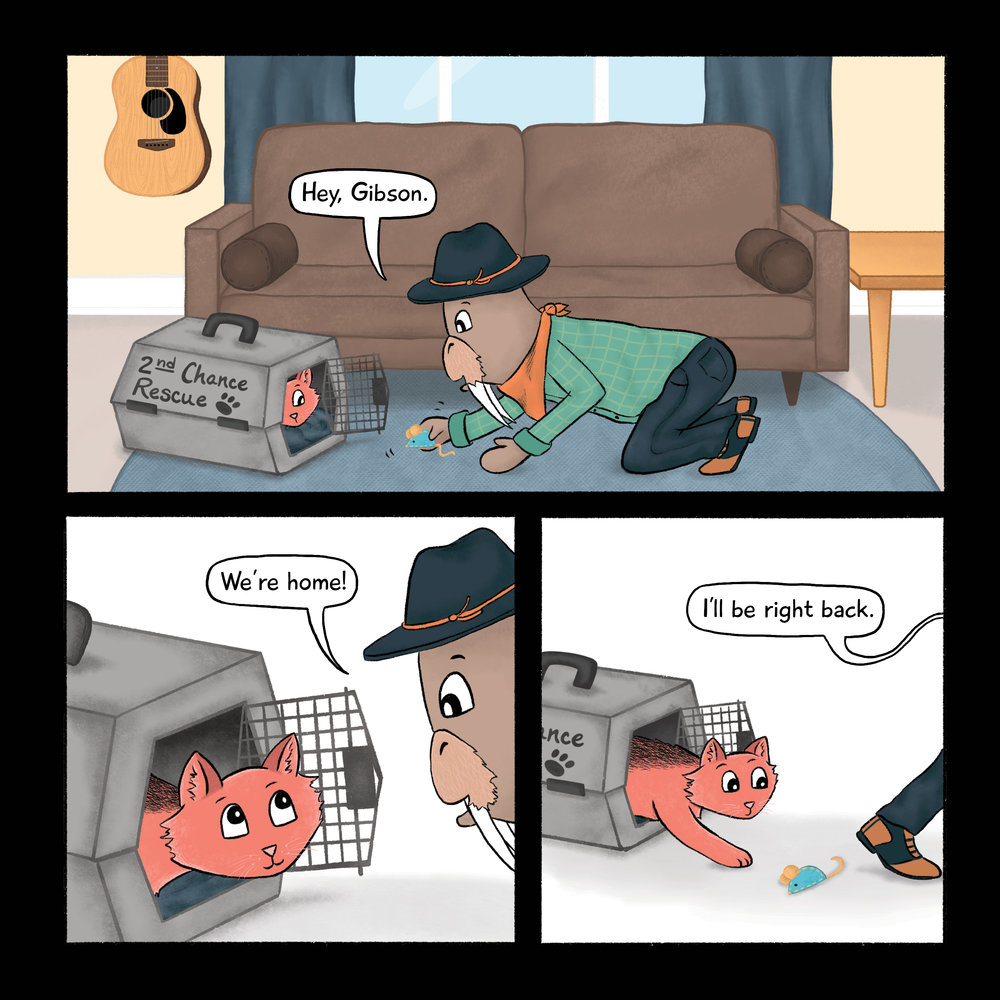 Hey, Gibson.
2nd Chance
Rescue
We're home!
I'll be right back.
ance